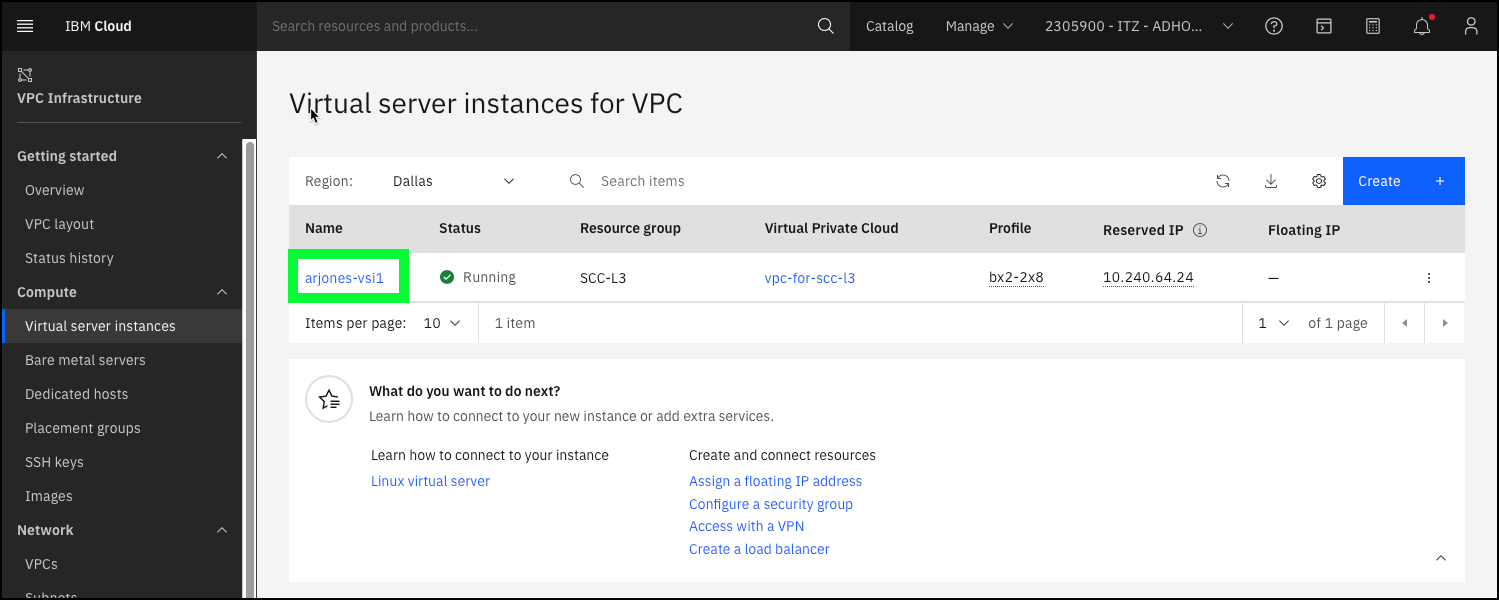 IBM Cloud
Search resources and products...
Catalog
Manage
2305900 - ITZ - ADHO...
VPC Infrastructure
Getting started
Overview
VPC layout
Status history
Compute
Virtual server instances
Bare metal servers
Dedicated hosts
Placement groups
SSH keys
Images
Network
VPCs
Subnets
Virtual server instances for VPC
Region: Dallas
Search items
Create +
Name Status Resource group Virtual Private Cloud Profile Reserved IP Floating IP
arjones-vsi1 Running SCC-L3 vpc-for-scc-l3 bx2-2x8 10.240.64.24 –
Items per page: 10 1 item 1 of 1 page
What do you want to do next?
Learn how to connect to your new instance or add extra services.
Learn how to connect to your instance
Linux virtual server
Create and connect resources
Assign a floating IP address
Configure a security group
Access with a VPN
Create a load balancer